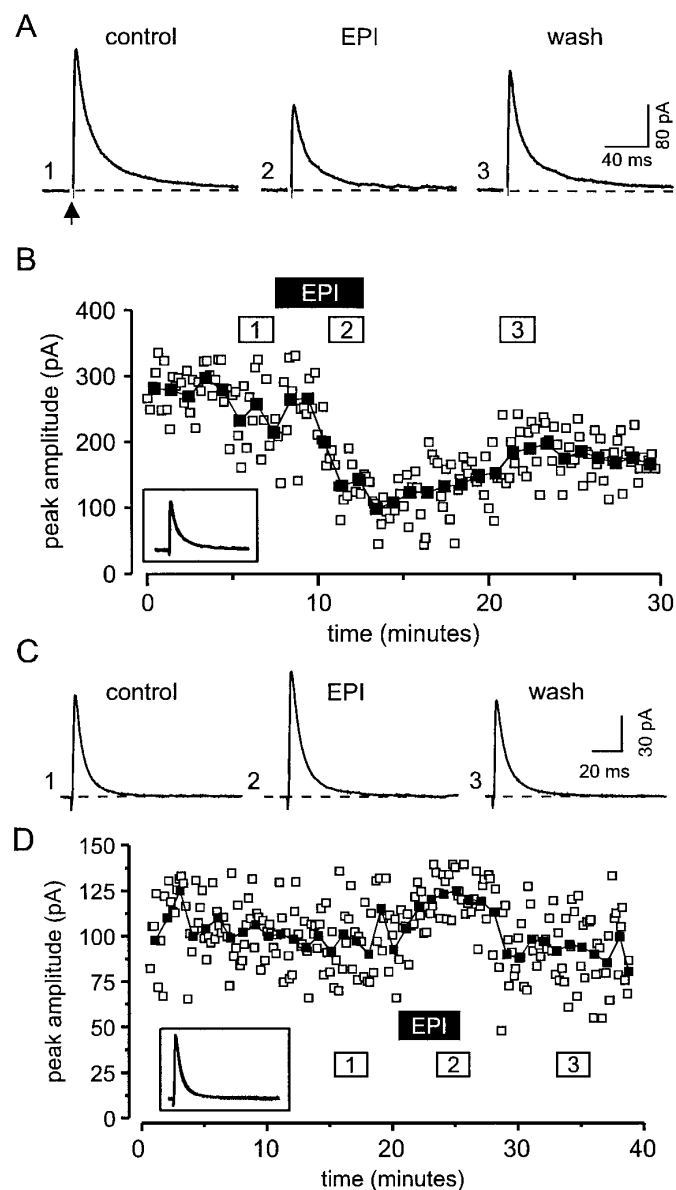 A
control EPI wash
1 2 3
80 pA
40 ms
B
EPI
1 2 3
peak amplitude (pA)
400
300
200
100
0
0 10 20 30
time (minutes)
C
control EPI wash
1 2 3
30 pA
20 ms
D
peak amplitude (pA)
150
125
100
75
50
25
0
EPI
1 2 3
0 10 20 30 40
time (minutes)